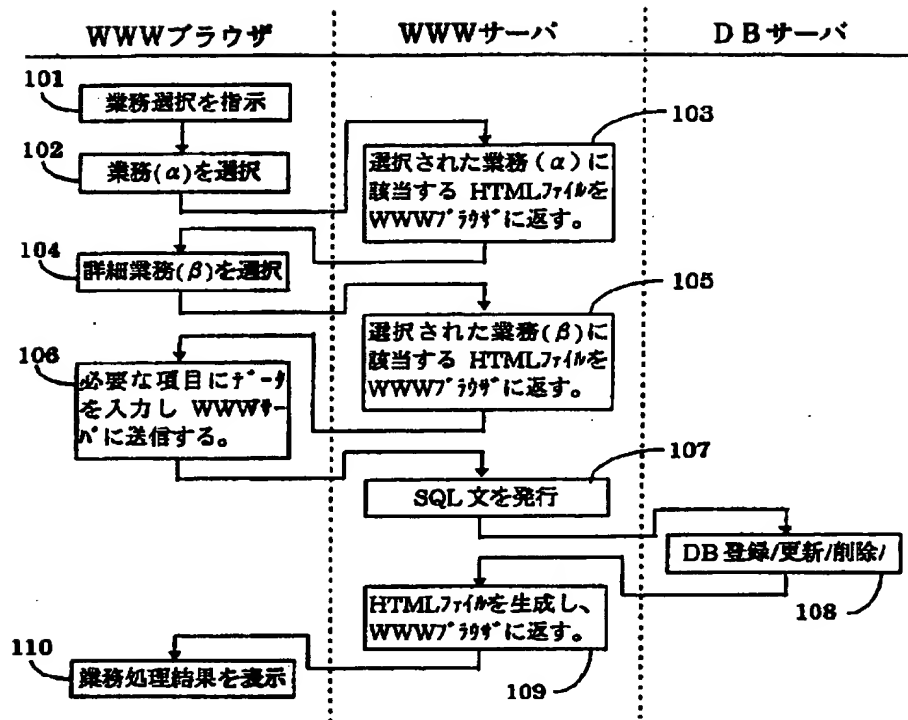 WWWブラウザ
WWWサーバ
DBサーバ
101
業務選択を指示
102
業務(α)を選択
103
選択された業務(α)に
該当する HTMLファイルを
WWWブラウザに返す。
104
詳細業務(β)を選択
105
選択された業務(β)に
該当する HTMLファイルを
WWWブラウザに返す。
106
必要な項目にデータ
を入力し WWWサー
バに送信する。
107
SQL文を発行
DB登録/更新/削除/
108
HTMLファイルを生成し、
WWWブラウザに返す。
109
110
業務処理結果を表示